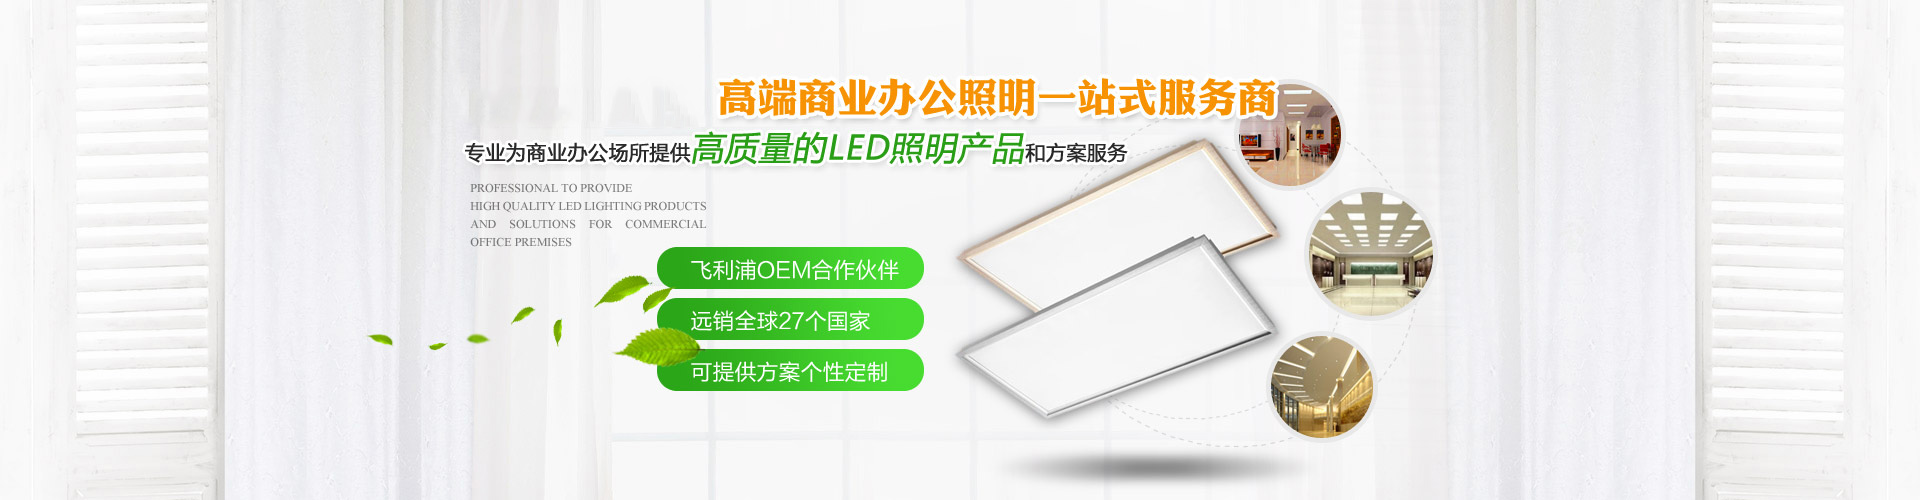 高端商业办公照明一站式服务商
专业为商业办公场所提供高质量的LED照明产品和方案服务
PROFESSIONAL TO PROVIDE
HIGH QUALITY LED LIGHTING PRODUCTS
AND SOLUTIONS FOR COMMERCIAL
OFFICE PREMISES
飞利浦OEM合作伙伴
远销全球27个国家
可提供方案个性定制